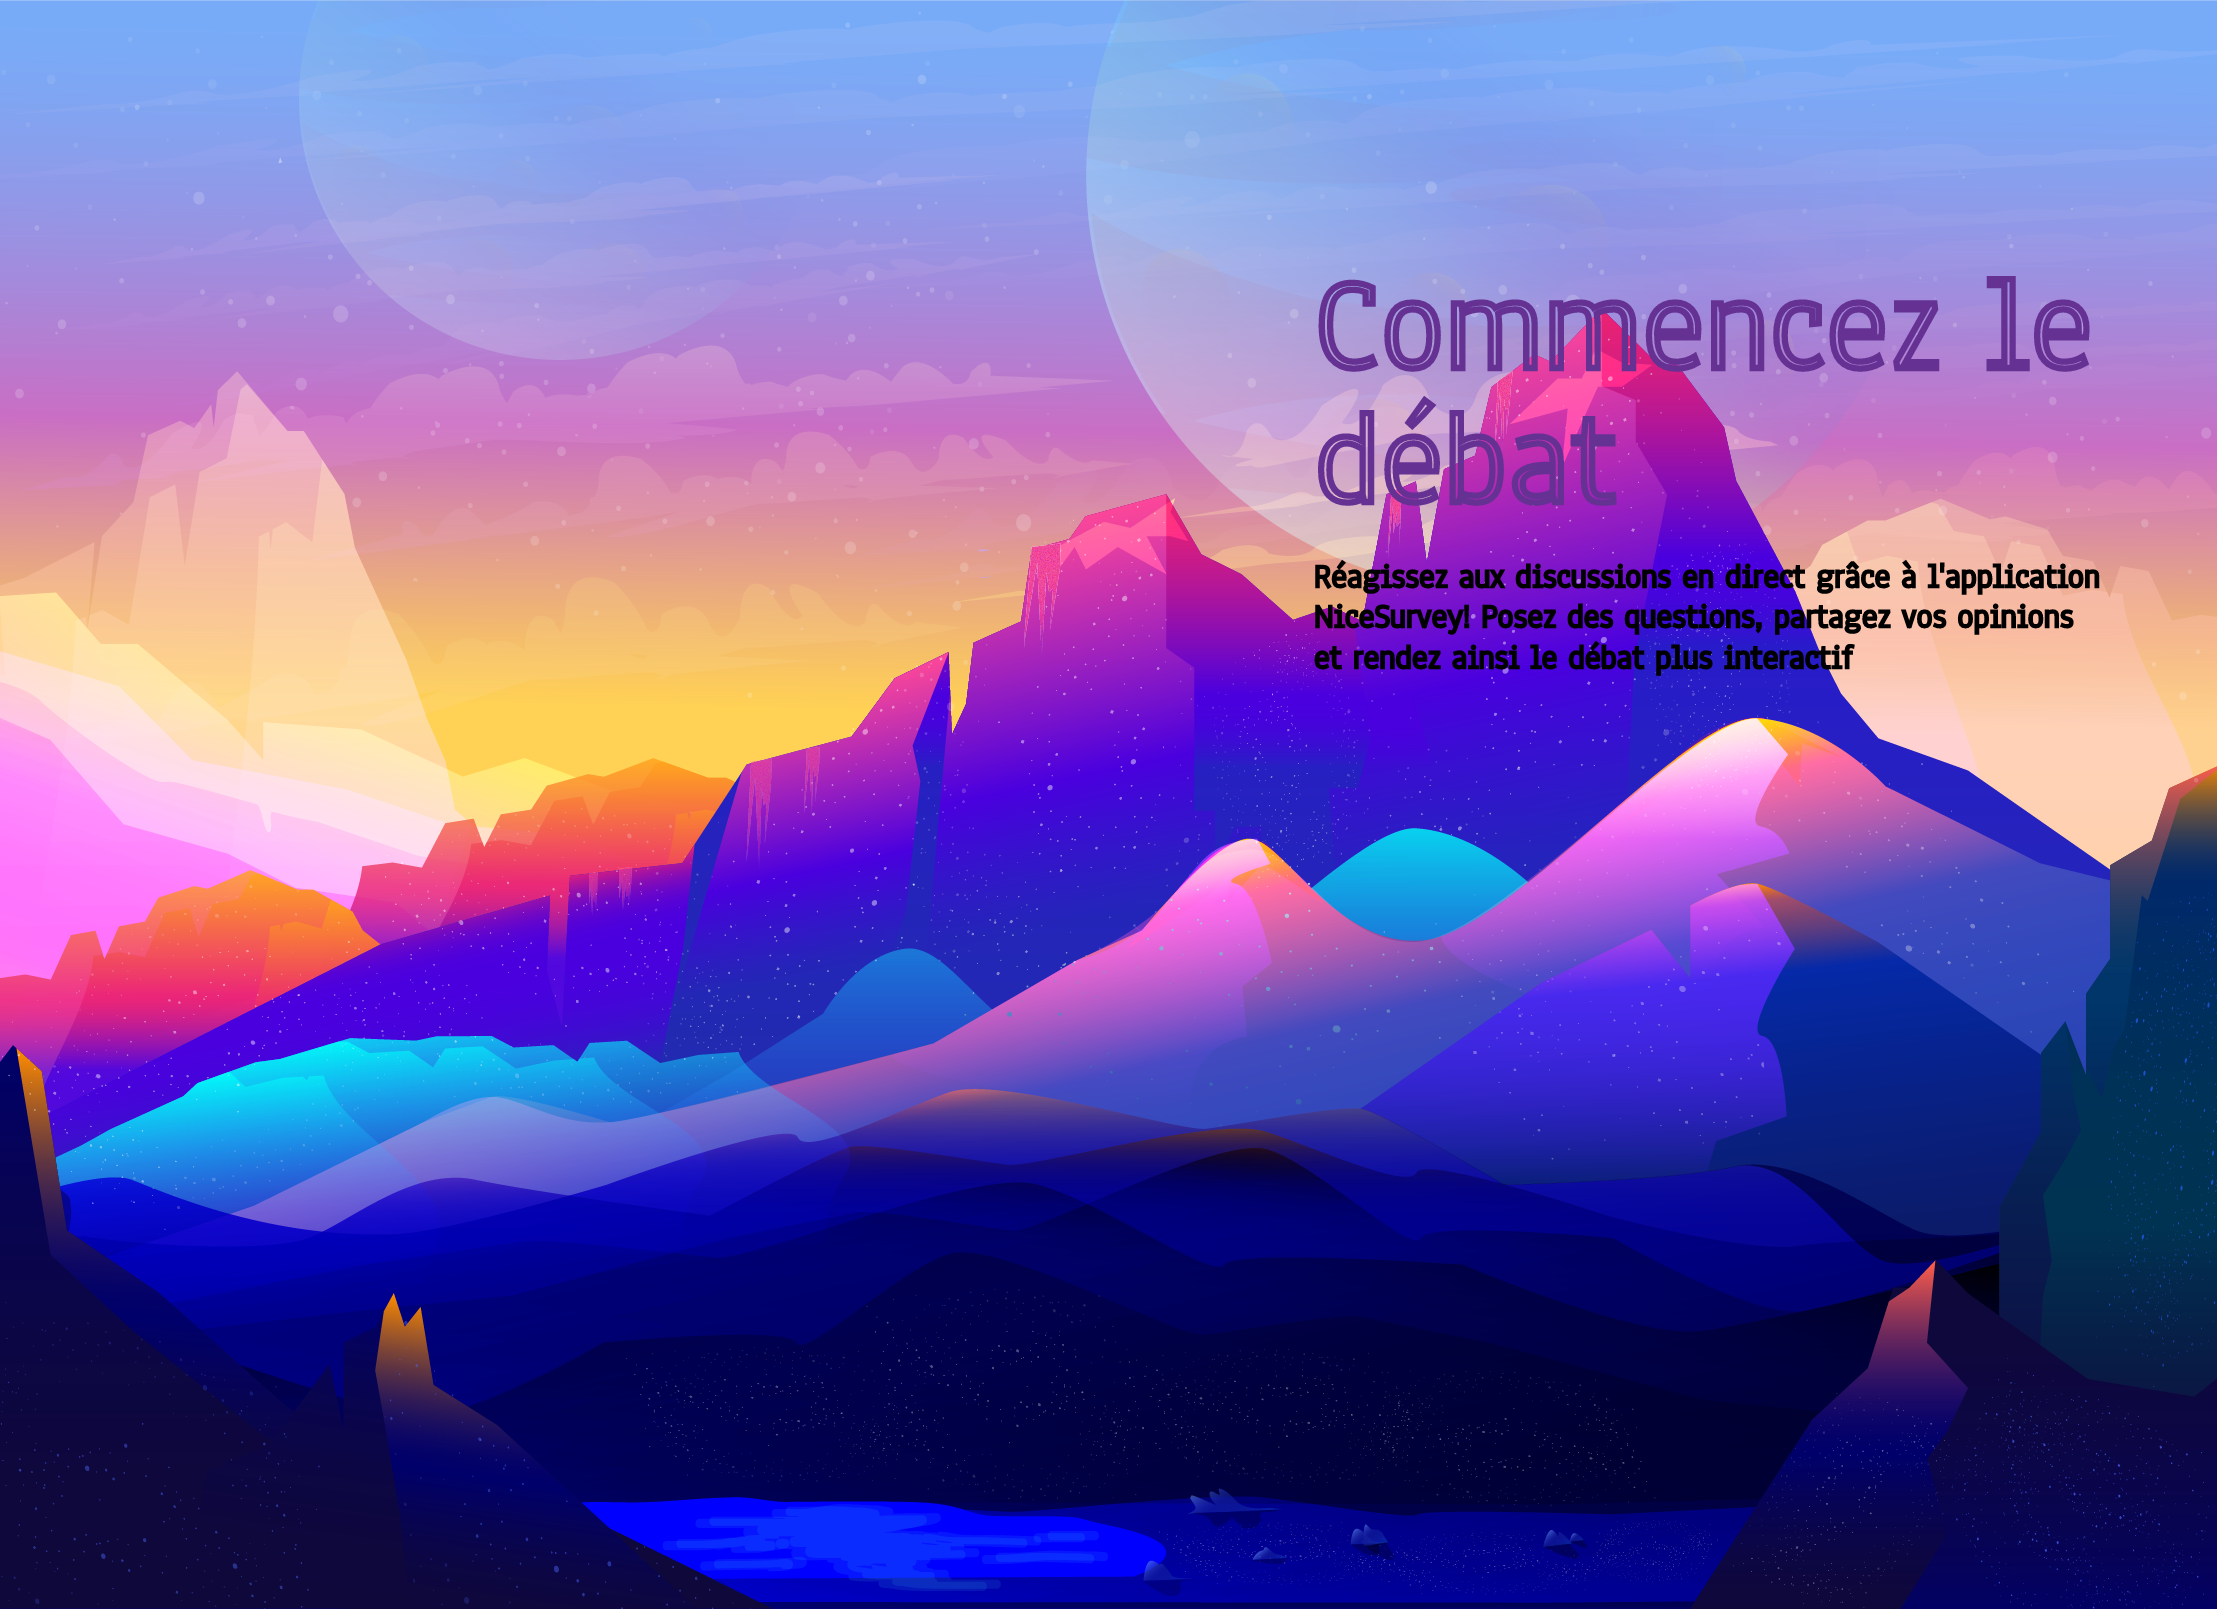 Commencez le
débat
Réagissez aux discussions en direct grâce à l'application
NiceSurvey! Posez des questions, partagez vos opinions
et rendez ainsi le débat plus interactif